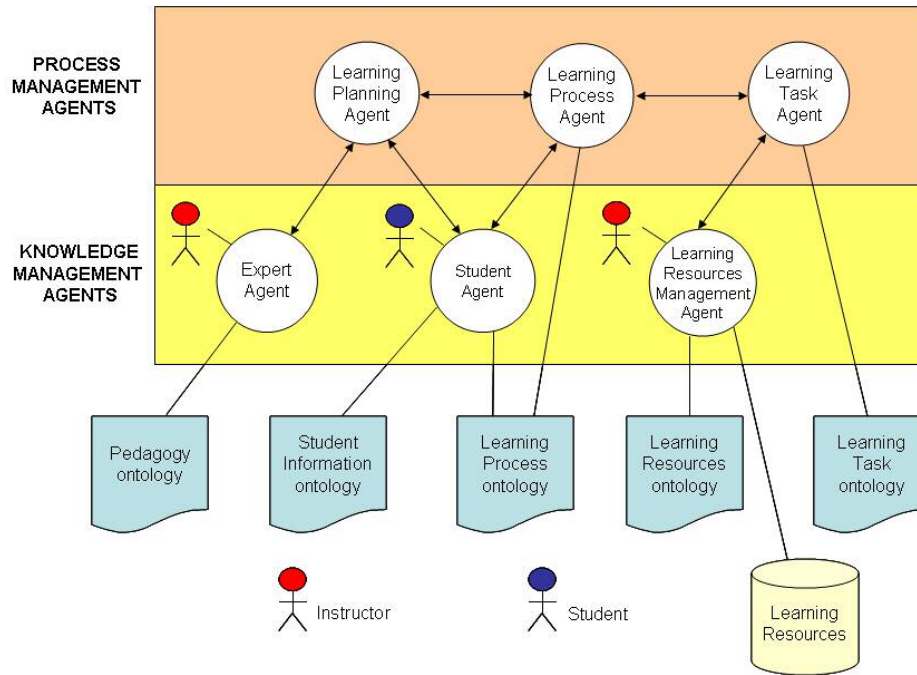 PROCESS
MANAGEMENT
AGENTS
Learning
Planning
Agent
Learning
Process
Agent
Learning
Task
Agent
KNOWLEDGE
MANAGEMENT
AGENTS
Expert
Agent
Student
Agent
Learning
Resources
Management
Agent
Pedagogy
ontology
Student
Information
ontology
Learning
Process
ontology
Learning
Resources
ontology
Learning
Task
ontology
Instructor
Student
Learning
Resources